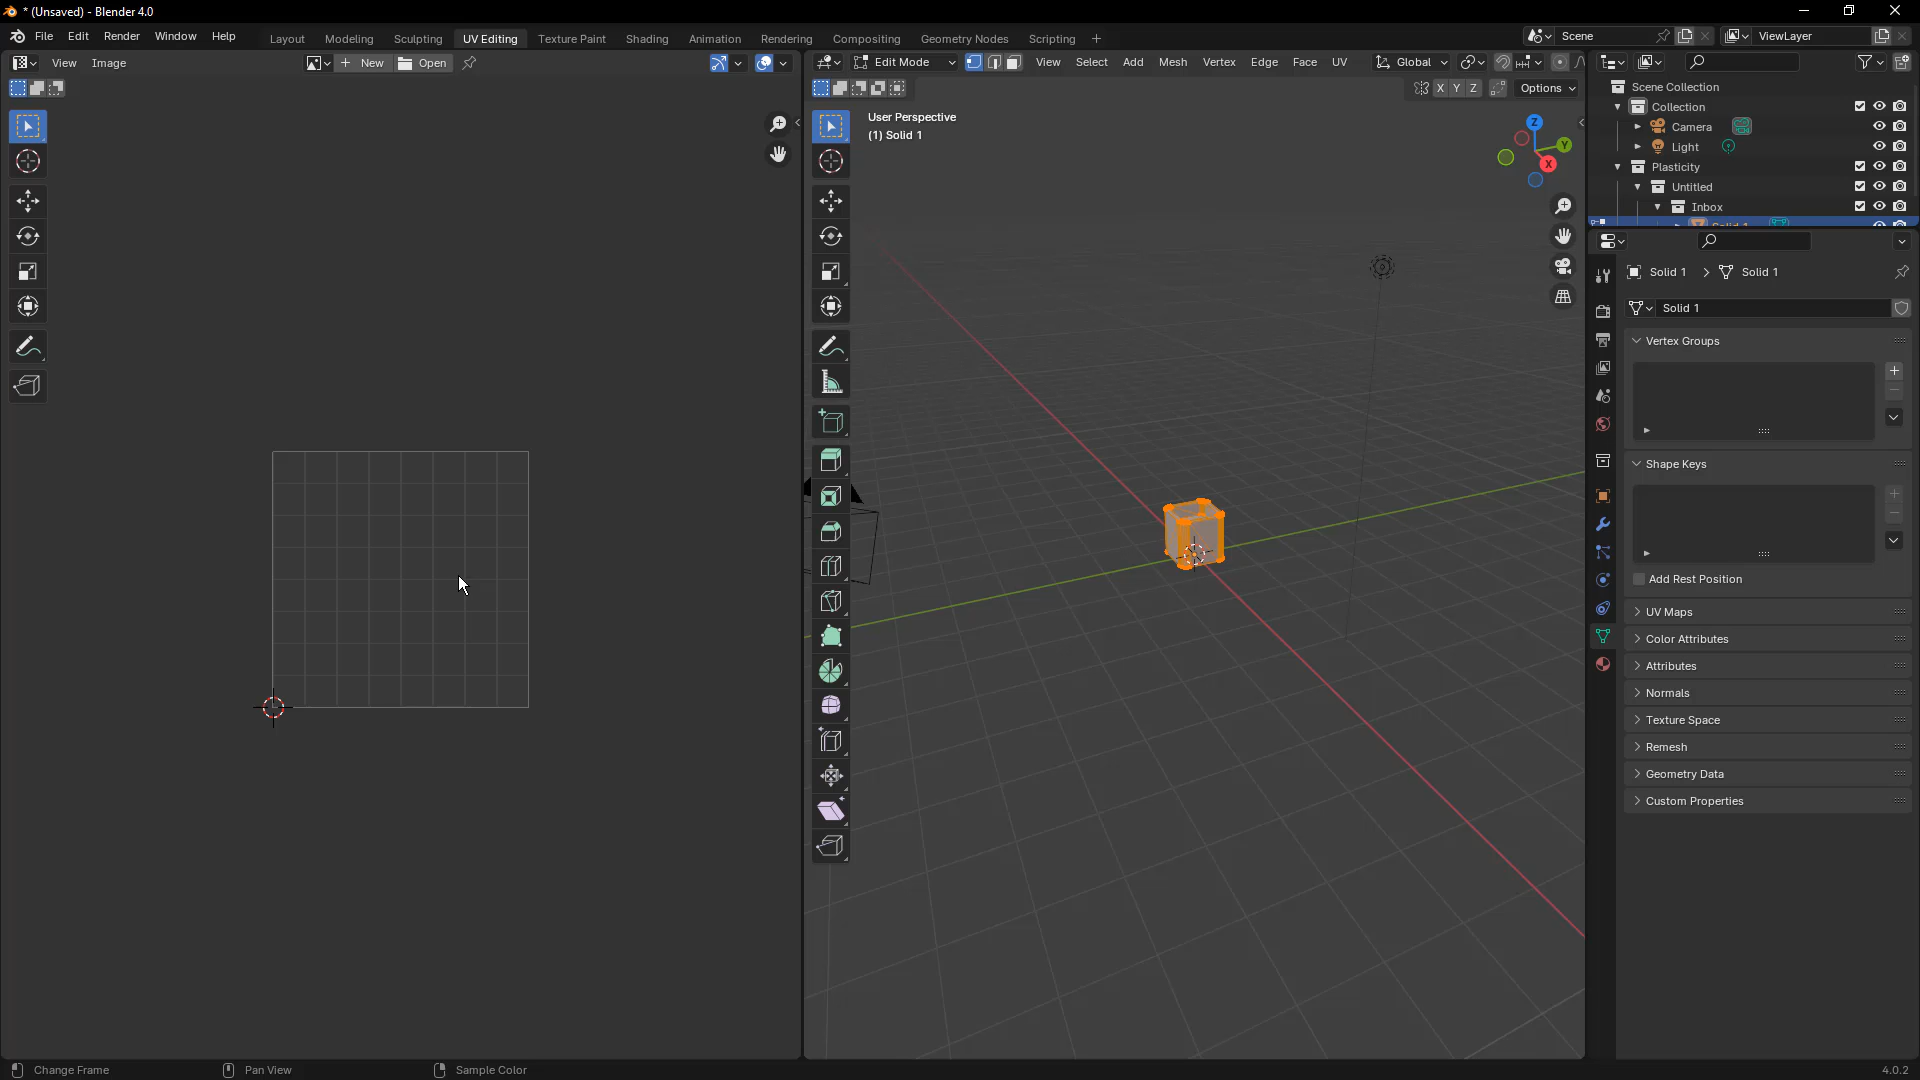 * (Unsaved) - Blender 4.0
File Edit Render Window Help
Layout Modeling Sculpting UV Editing Texture Paint Shading Animation Rendering Compositing Geometry Nodes Scripting +
Scene
ViewLayer
View Image
New Open
Edit Mode View Select Add Mesh Vertex Edge Face UV Global
X Y Z Options
User Perspective
(1) Solid 1
Z
Y
X
Scene Collection
Collection
Camera
Light
Plasticity
Untitled
Inbox
Solid 1
Solid 1 > Solid 1
Solid 1
Vertex Groups
Shape Keys
Add Rest Position
UV Maps
Color Attributes
Attributes
Normals
Texture Space
Remesh
Geometry Data
Custom Properties
Change Frame Pan View Sample Color 4.0.2